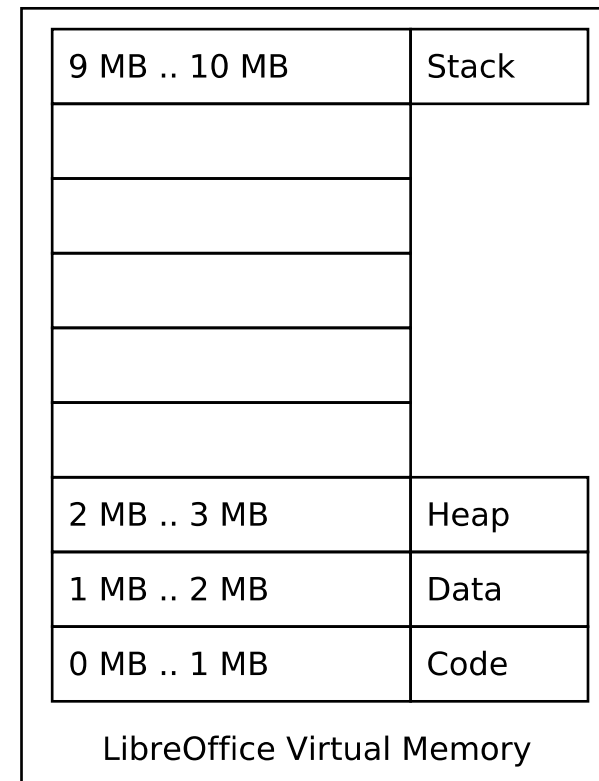 9 MB .. 10 MB Stack
2 MB .. 3 MB Heap
1 MB .. 2 MB Data
0 MB .. 1 MB Code
LibreOffice Virtual Memory